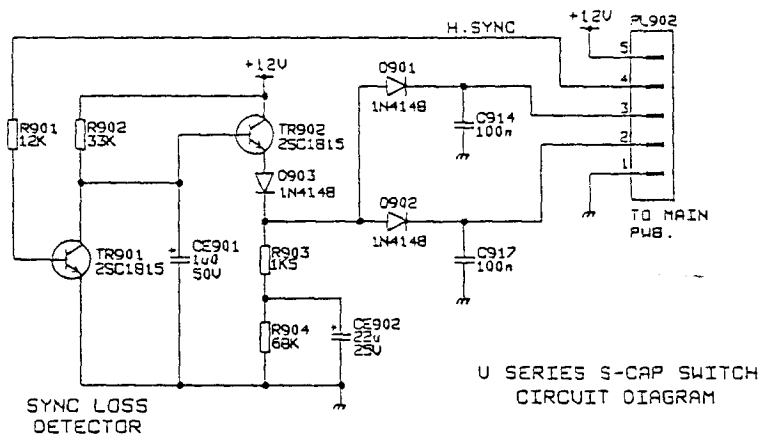 +12V
PL902
H.SYNC
5
4
3
2
1
+12V
D901
1N4148
C914
100n
R901
12K
R902
33K
TR902
2SC1815
D903
1N4148
D902
1N4148
C917
100n
TO MAIN
PWB.
TR901
2SC1815
CE901
1u0
50V
R903
1K5
R904
68K
CE902
22u
25V
SYNC LOSS
DETECTOR
U SERIES S-CAP SWITCH
CIRCUIT DIAGRAM